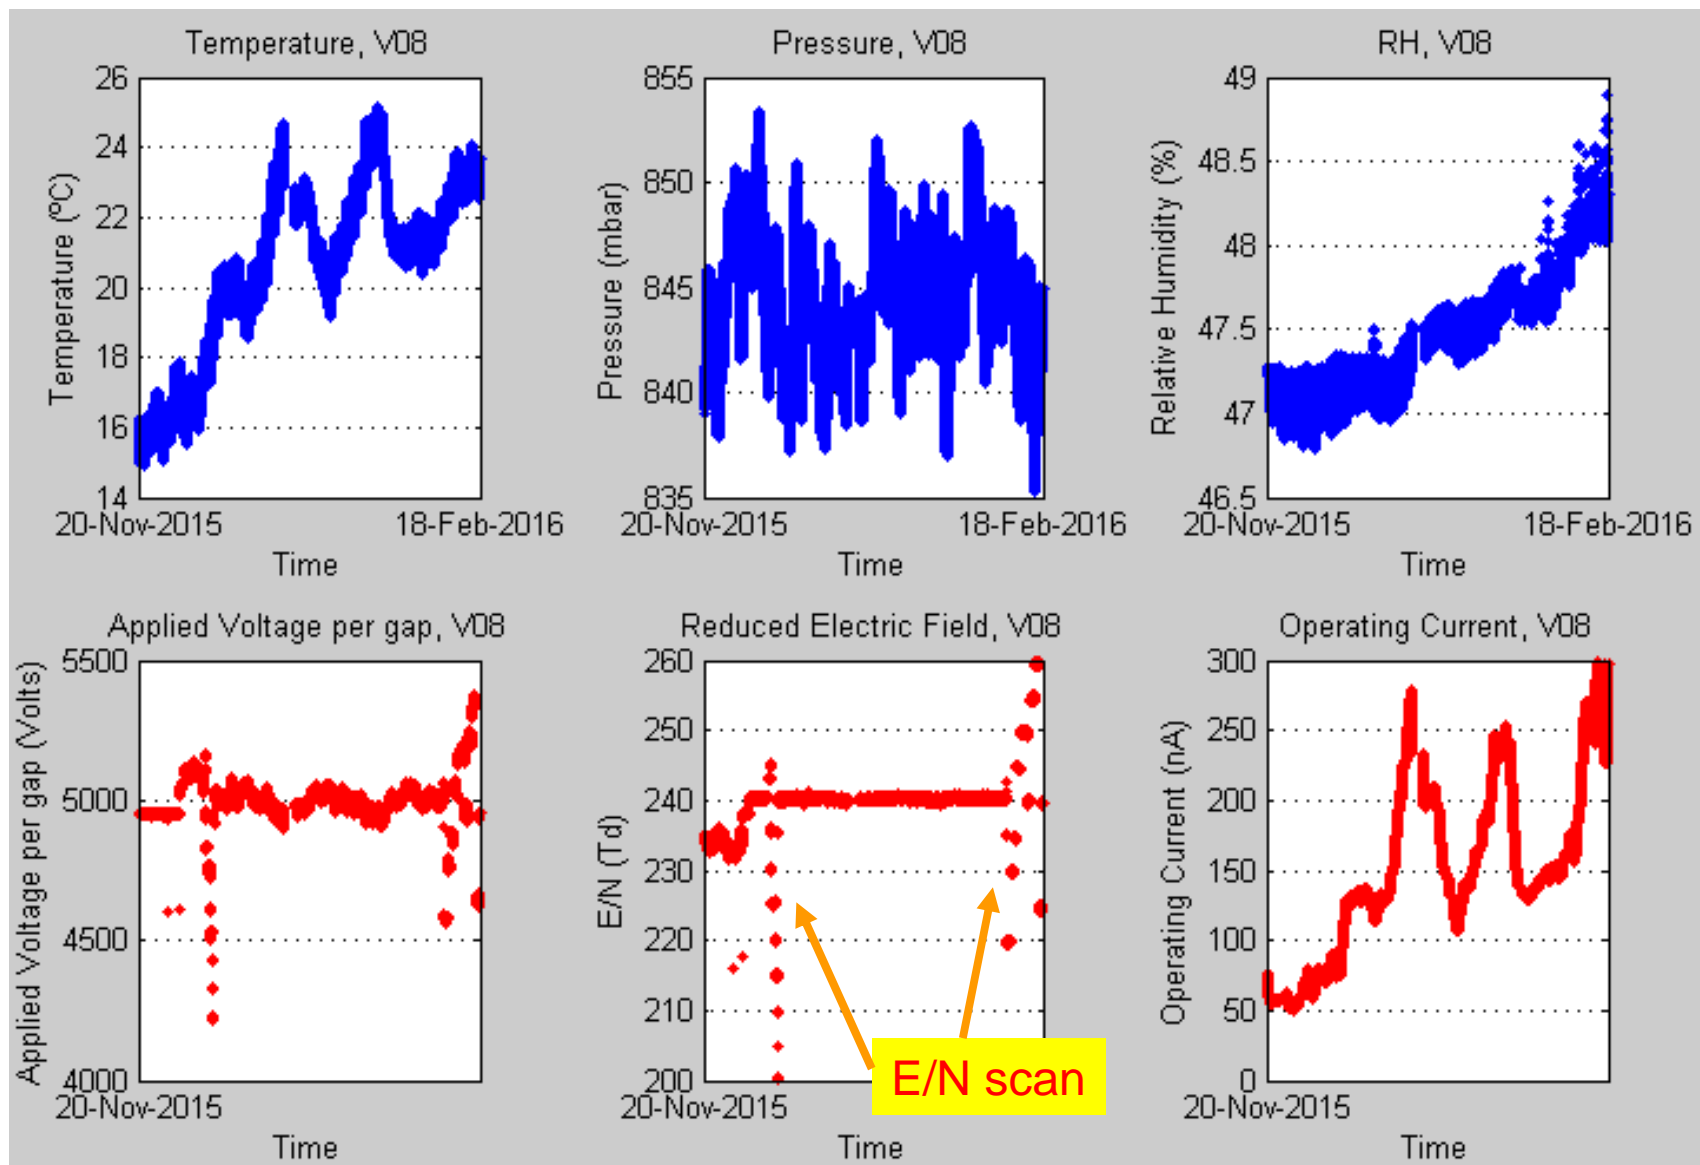 Temperature, V08
26
24
22
20
18
16
14
Temperature (ºC)
20-Nov-2015
18-Feb-2016
Time
Pressure, V08
855
850
845
840
835
Pressure (mbar)
20-Nov-2015
18-Feb-2016
Time
RH, V08
49
48.5
48
47.5
47
46.5
Relative Humidity (%)
20-Nov-2015
18-Feb-2016
Time
Applied Voltage per gap, V08
5500
5000
4500
4000
Applied Voltage per gap (Volts)
20-Nov-2015
Time
Reduced Electric Field, V08
260
250
240
230
220
210
200
E/N (Td)
E/N scan
20-Nov-2015
Time
Operating Current, V08
300
250
200
150
100
50
0
Operating Current (nA)
20-Nov-2015
Time